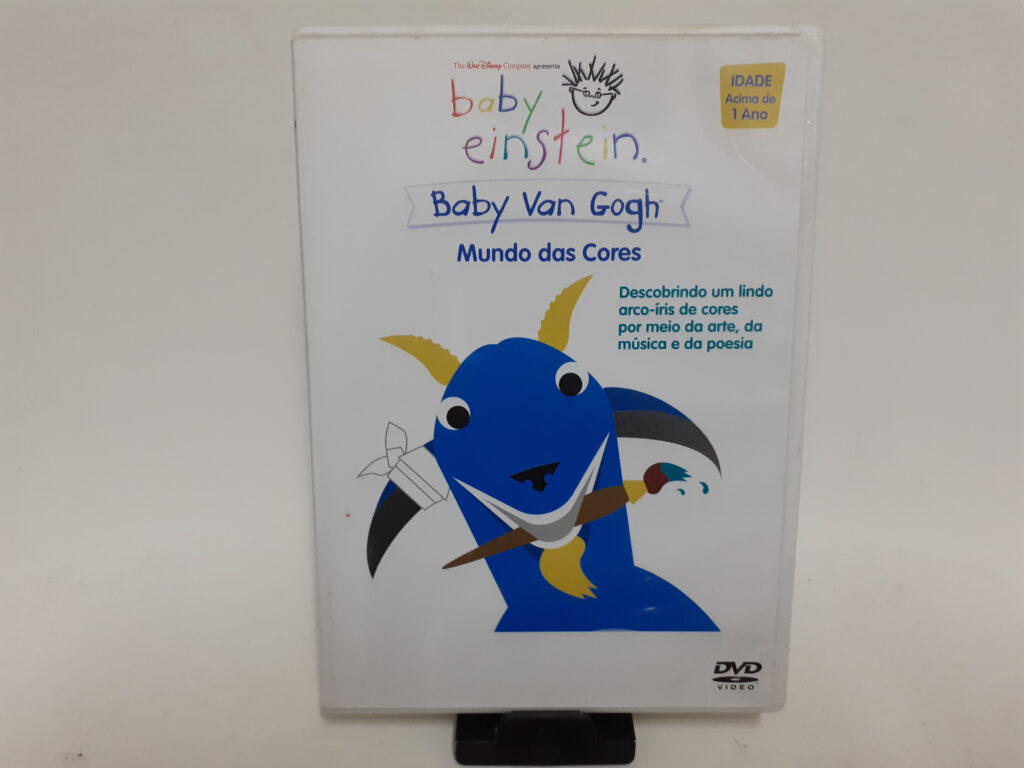 The Walt Disney Company apresenta
baby
einstein.
IDADE
Acima de
1 Ano
Baby Van Gogh™
Mundo das Cores
Descobrindo um lindo
arco-íris de cores
por meio da arte, da
música e da poesia
DVD
VIDEO